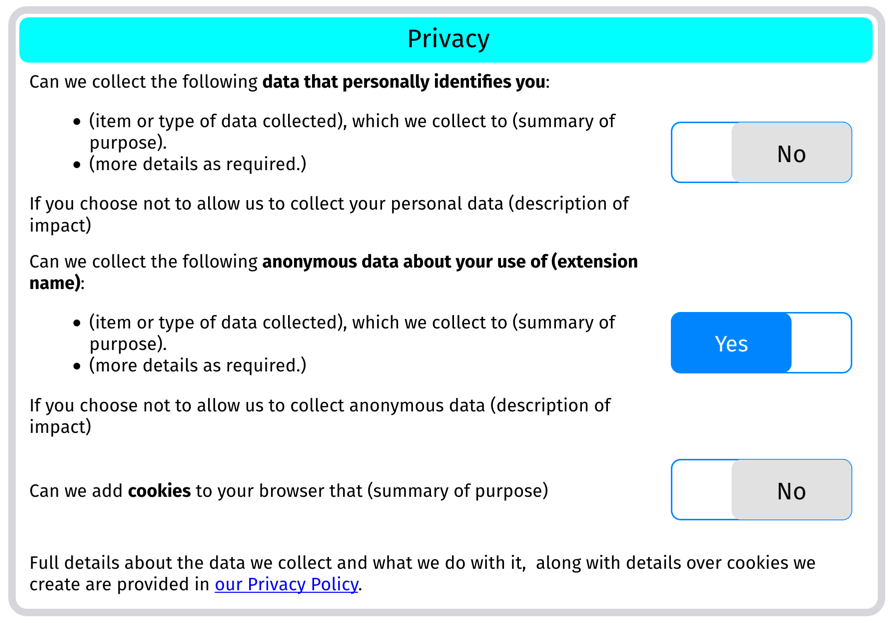 Privacy
Can we collect the following data that personally identifies you:
• (item or type of data collected), which we collect to (summary of
purpose).
• (more details as required.)
No
If you choose not to allow us to collect your personal data (description of
impact)
Can we collect the following anonymous data about your use of (extension
name):
• (item or type of data collected), which we collect to (summary of
purpose).
• (more details as required.)
Yes
If you choose not to allow us to collect anonymous data (description of
impact)
Can we add cookies to your browser that (summary of purpose)
No
Full details about the data we collect and what we do with it,  along with details over cookies we
create are provided in our Privacy Policy.